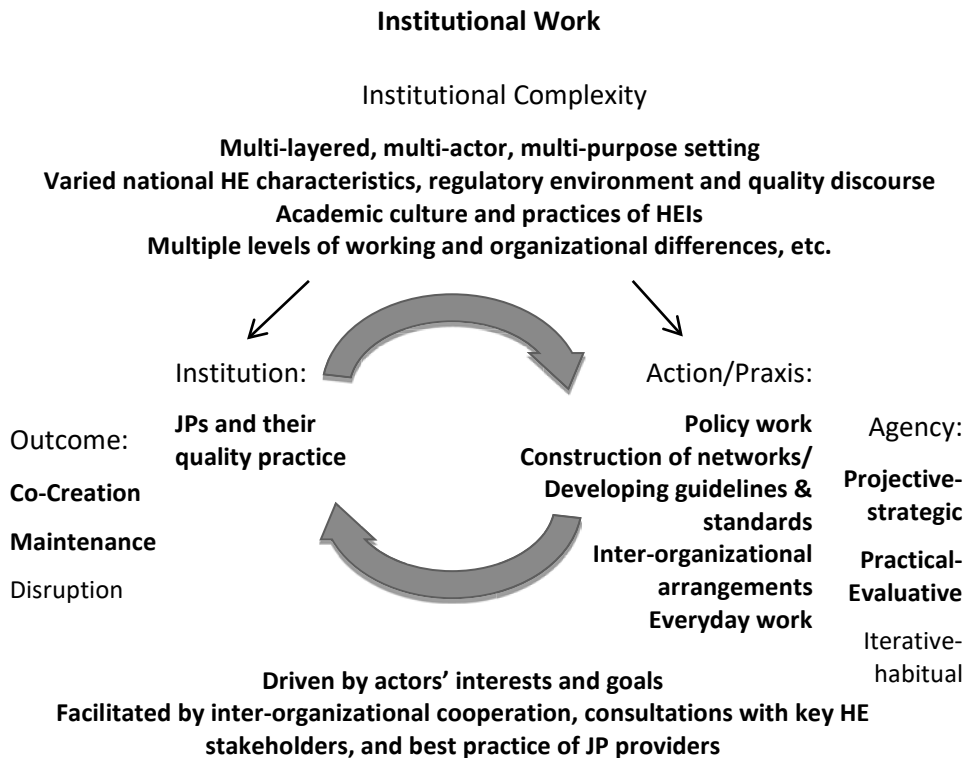 Institutional Work
Institutional Complexity
Multi-layered, multi-actor, multi-purpose setting
Varied national HE characteristics, regulatory environment and quality discourse
Academic culture and practices of HEIs
Multiple levels of working and organizational differences, etc.
Institution:
JPs and their
quality practice
Outcome:
Co-Creation
Maintenance
Disruption
Action/Praxis:
Policy work
Construction of networks/
Developing guidelines &
standards
Inter-organizational
arrangements
Everyday work
Agency:
Projective-
strategic
Practical-
Evaluative
Iterative-
habitual
Driven by actors’ interests and goals
Facilitated by inter-organizational cooperation, consultations with key HE
stakeholders, and best practice of JP providers